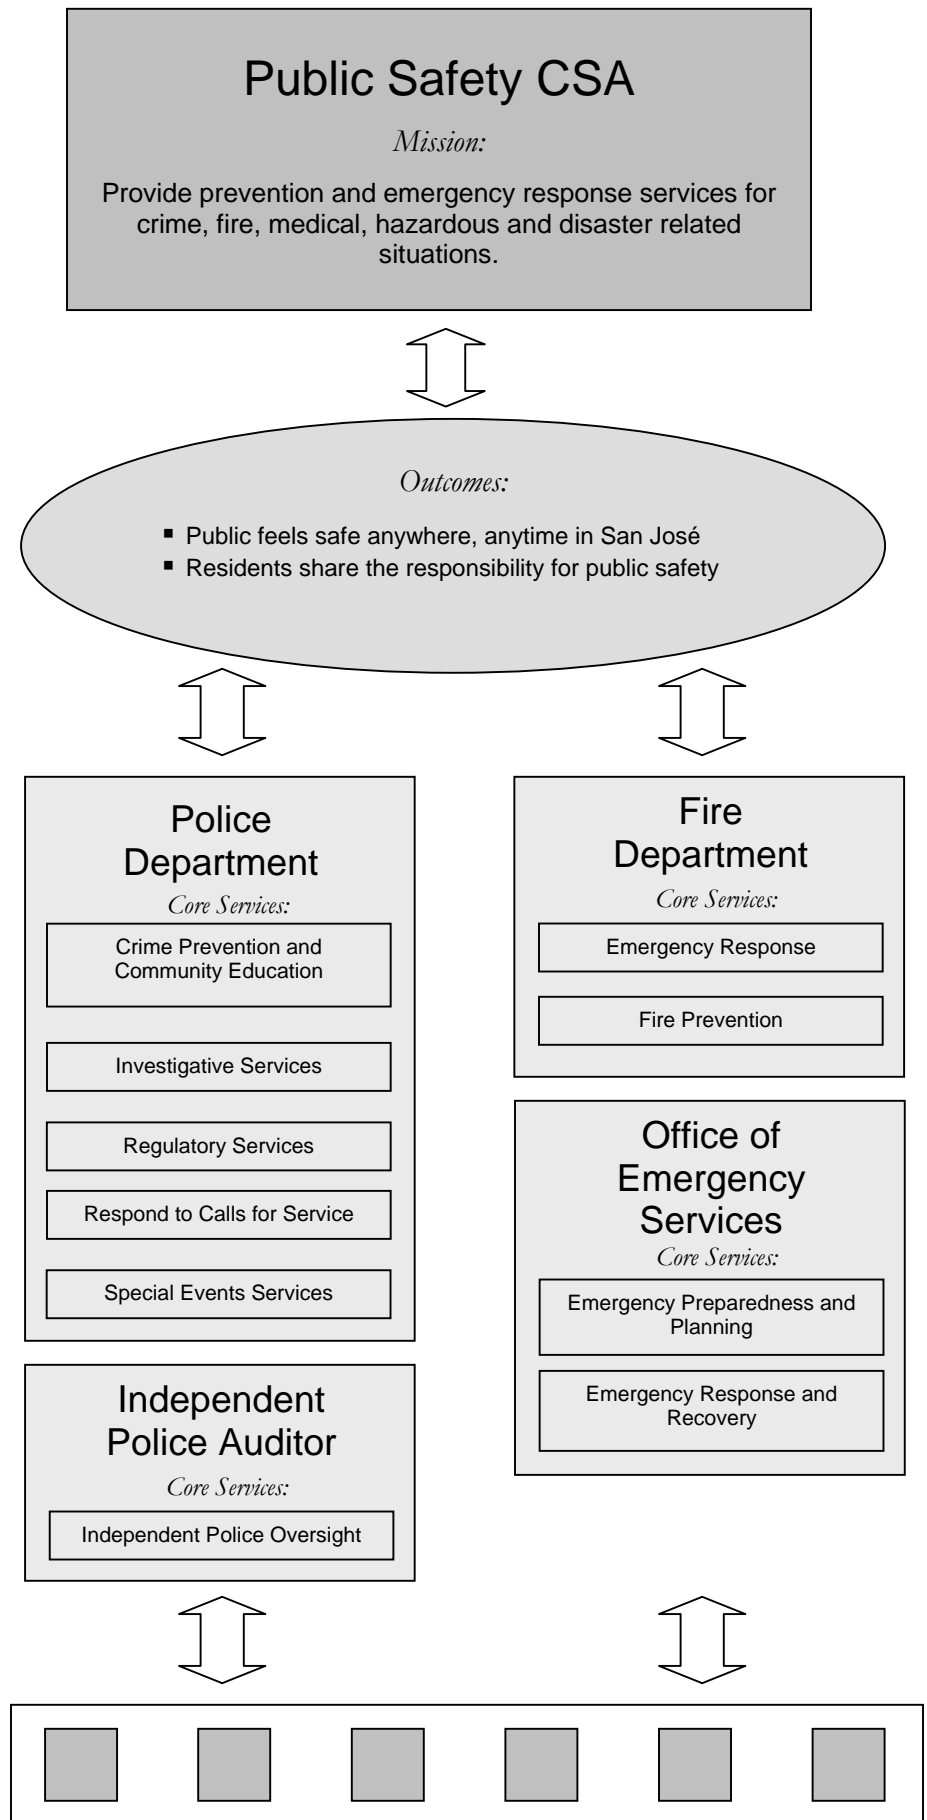 Public Safety CSA
Mission:
Provide prevention and emergency response services for
crime, fire, medical, hazardous and disaster related
situations.
Outcomes:
▪ Public feels safe anywhere, anytime in San José
▪ Residents share the responsibility for public safety
Police
Department
Core Services:
Crime Prevention and
Community Education
Investigative Services
Regulatory Services
Respond to Calls for Service
Special Events Services
Independent
Police Auditor
Core Services:
Independent Police Oversight
Fire
Department
Core Services:
Emergency Response
Fire Prevention
Office of
Emergency
Services
Core Services:
Emergency Preparedness and
Planning
Emergency Response and
Recovery